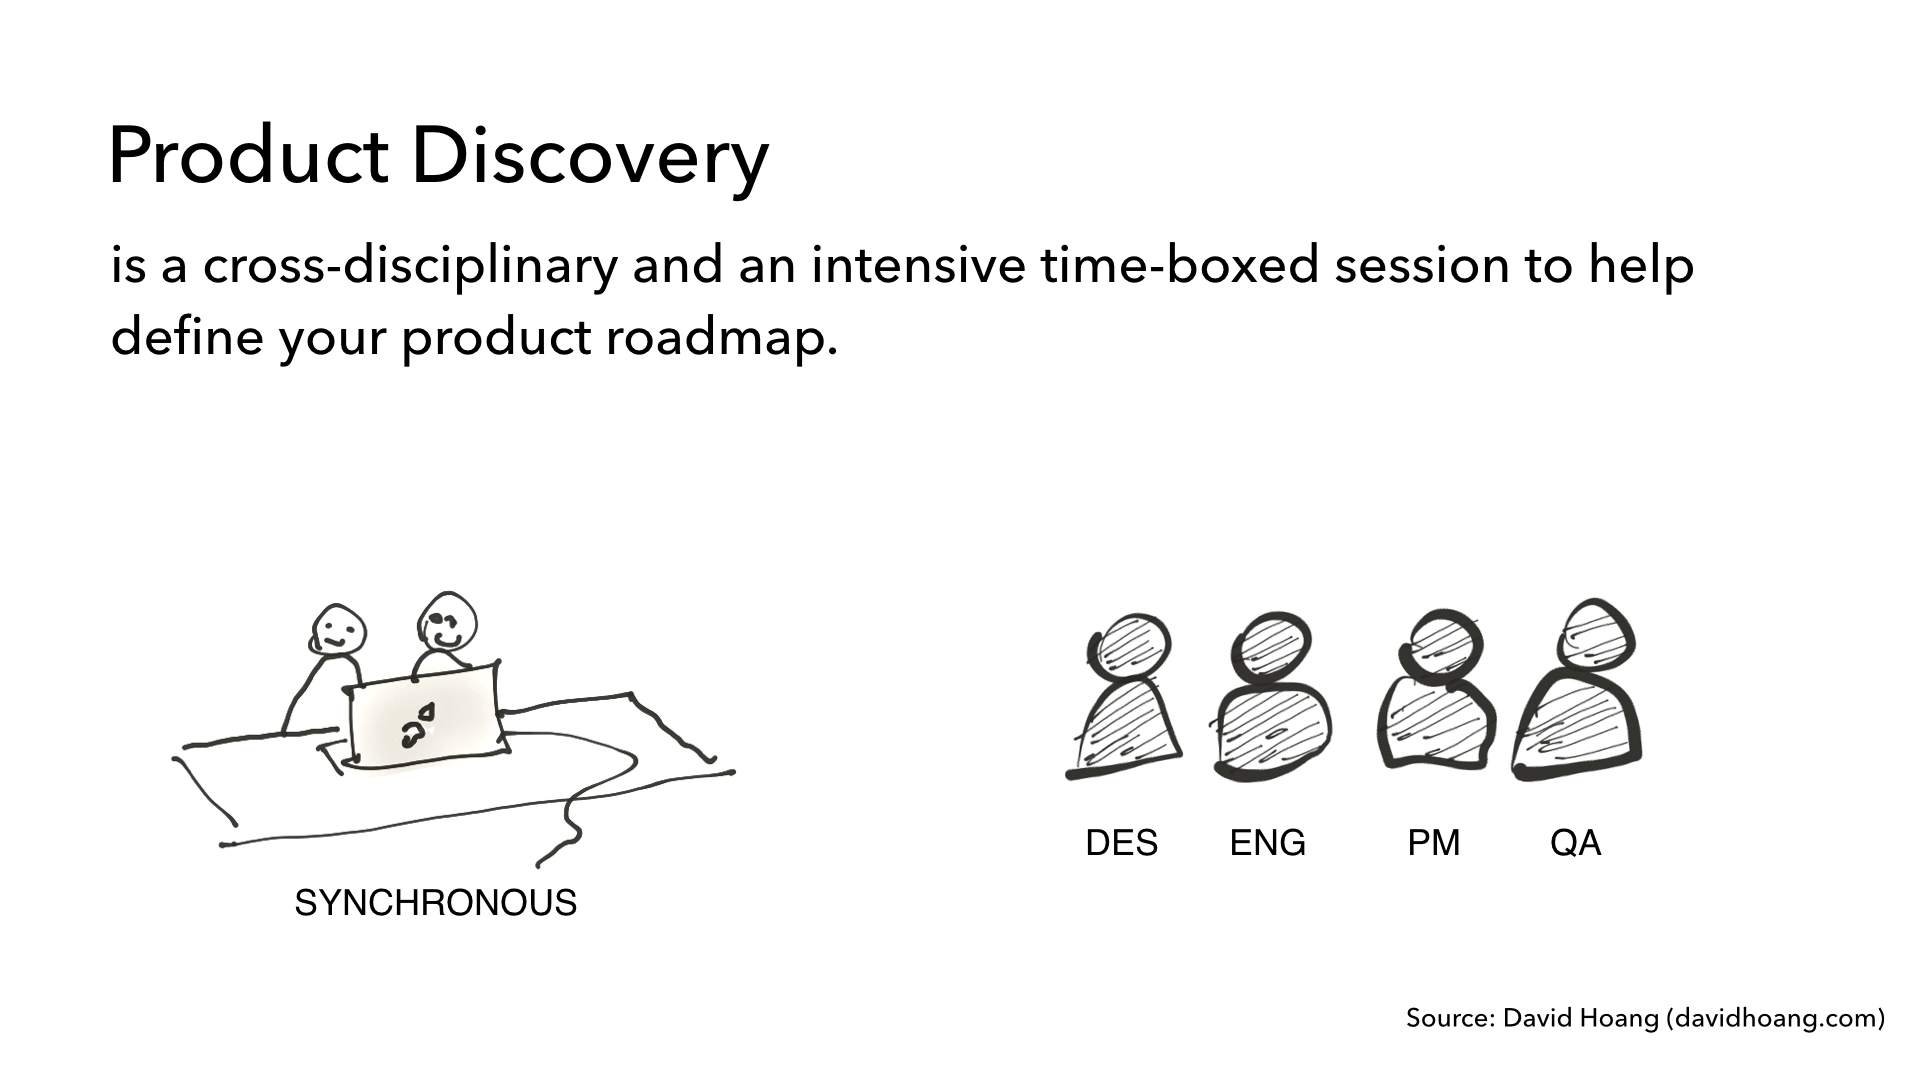 Product Discovery
is a cross-disciplinary and an intensive time-boxed session to help
define your product roadmap.
DES ENG PM QA
SYNCHRONOUS
Source: David Hoang (davidhoang.com)